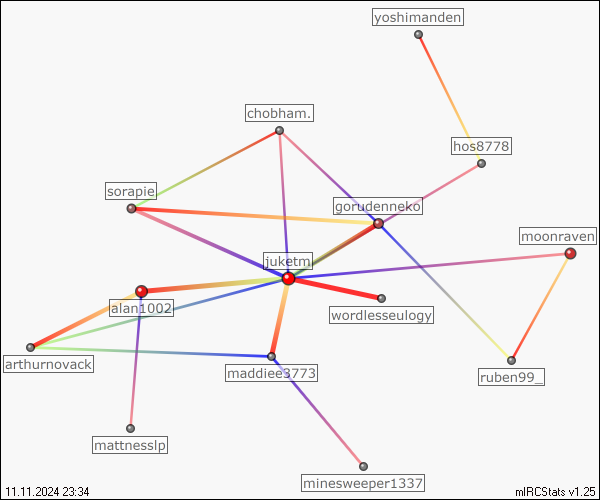 yoshimanden
chobham.
hos8778
sorapie
gorudenneko
moonraven
juketm
alan1002
wordlesseulogy
arthurnovack
maddiee3773
ruben99_
mattnesslp
minesweeper1337
11.11.2024 23:34
mIRCStats v1.25